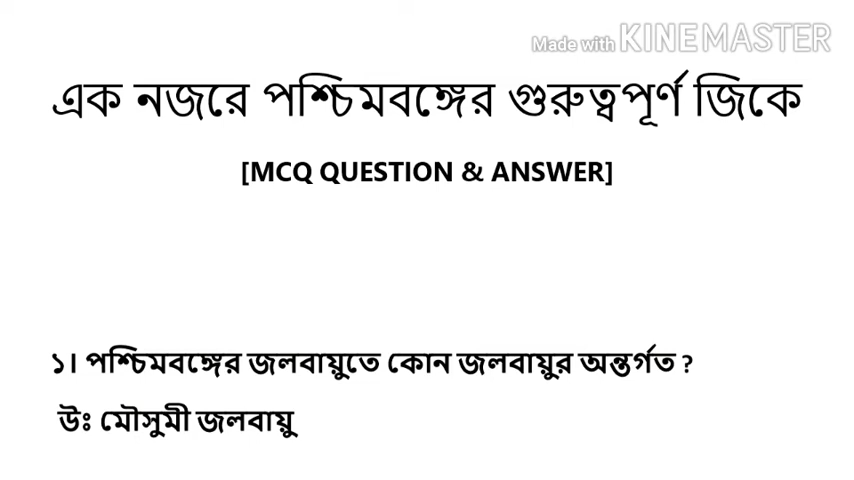 Made with KINEMASTER
এক নজরে পশ্চিমবঙ্গের গুরুত্বপূর্ণ জিকে
[MCQ QUESTION & ANSWER]
১। পশ্চিমবঙ্গের জলবায়ুতে কোন জলবায়ুর অন্তর্গত ?
উঃ মৌসুমী জলবায়ু